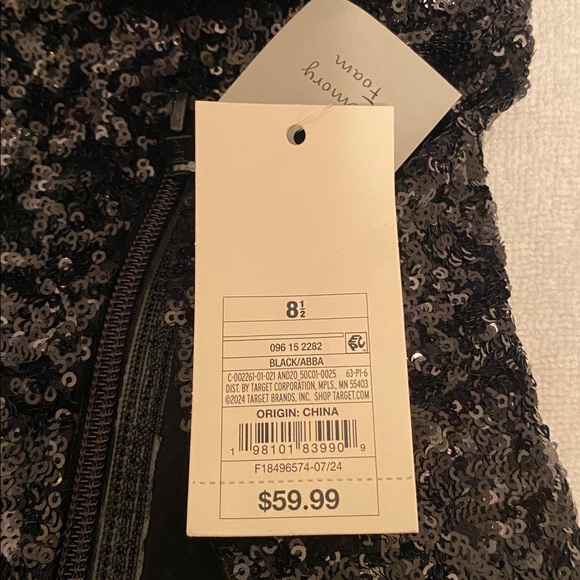 Memory
Foam
8 1/2
096 15 2282
BLACK/ABBA
C-002261-01-021 AND20_50C01-0025 63-P1-6
DIST. BY TARGET CORPORATION, MPLS., MN 55403
©2024 TARGET BRANDS, INC. SHOP TARGET.COM
ORIGIN: CHINA
1 98101 83990 9
F18496574-07/24
$59.99